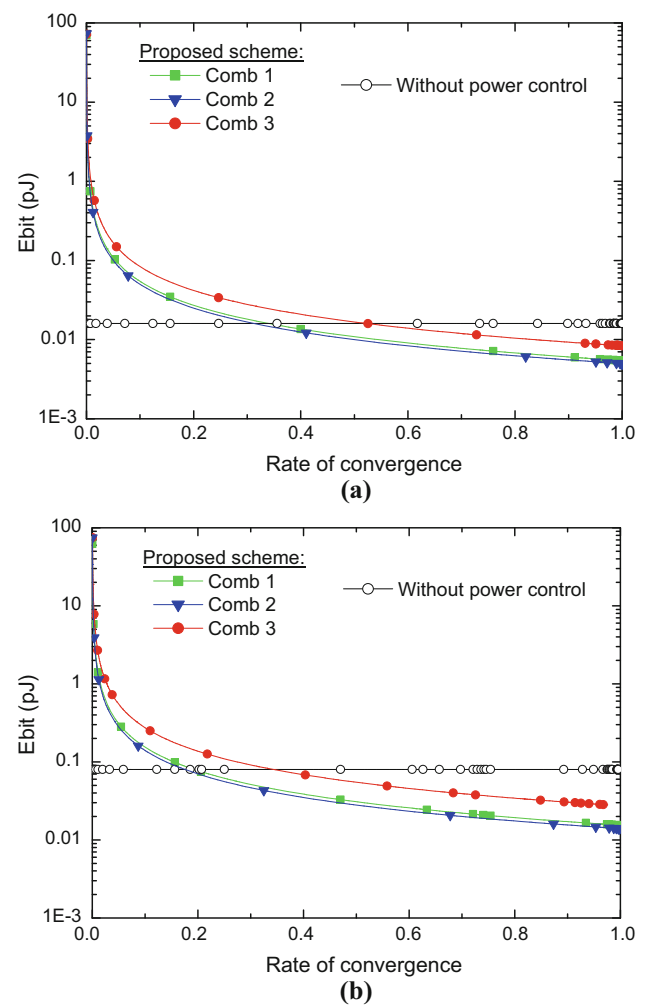 100
Proposed scheme:
Comb 1
Comb 2
Comb 3
Without power control
10
1
0.1
0.01
1E-3
Ebit (pJ)
0.0 0.2 0.4 0.6 0.8 1.0
Rate of convergence
(a)
100
Proposed scheme:
Comb 1
Comb 2
Comb 3
Without power control
10
1
0.1
0.01
1E-3
Ebit (pJ)
0.0 0.2 0.4 0.6 0.8 1.0
Rate of convergence
(b)